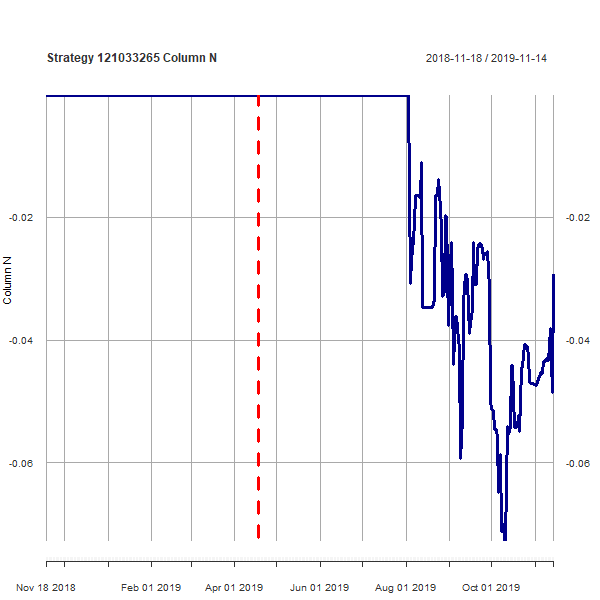 Strategy 121033265 Column N
2018-11-18 / 2019-11-14
-0.02
-0.02
Column N
-0.04
-0.04
-0.06
-0.06
Nov 18 2018
Feb 01 2019
Apr 01 2019
Jun 01 2019
Aug 01 2019
Oct 01 2019